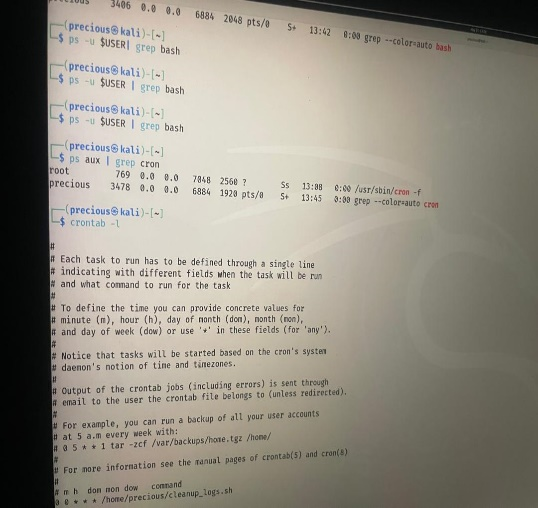 3406 0.0 0.0 6884 2048 pts/0 S+ 13:42 0:00 grep --color=auto bash
┌──(precious㉿kali)-[~]
└─$ ps -u $USER| grep bash
┌──(precious㉿kali)-[~]
└─$ ps -u $USER | grep bash
┌──(precious㉿kali)-[~]
└─$ ps -u $USER | grep bash
┌──(precious㉿kali)-[~]
└─$ ps aux | grep cron
root 769 0.0 0.0 7048 2560 ? Ss 13:08 0:00 /usr/sbin/cron -f
precious 3478 0.0 0.0 6884 1920 pts/0 S+ 13:45 0:00 grep --color=auto cron
┌──(precious㉿kali)-[~]
└─$ crontab -l
#
# Each task to run has to be defined through a single line
# indicating with different fields when the task will be run
# and what command to run for the task
#
# To define the time you can provide concrete values for
# minute (m), hour (h), day of month (dom), month (mon),
# and day of week (dow) or use '*' in these fields (for 'any').
#
# Notice that tasks will be started based on the cron's system
# daemon's notion of time and timezones.
#
# Output of the crontab jobs (including errors) is sent through
# email to the user the crontab file belongs to (unless redirected).
#
# For example, you can run a backup of all your user accounts
# at 5 a.m every week with:
# 0 5 * * 1 tar -zcf /var/backups/home.tgz /home/
#
# For more information see the manual pages of crontab(5) and cron(8)
#
# m h dom mon dow command
0 0 * * * /home/precious/cleanup_logs.sh